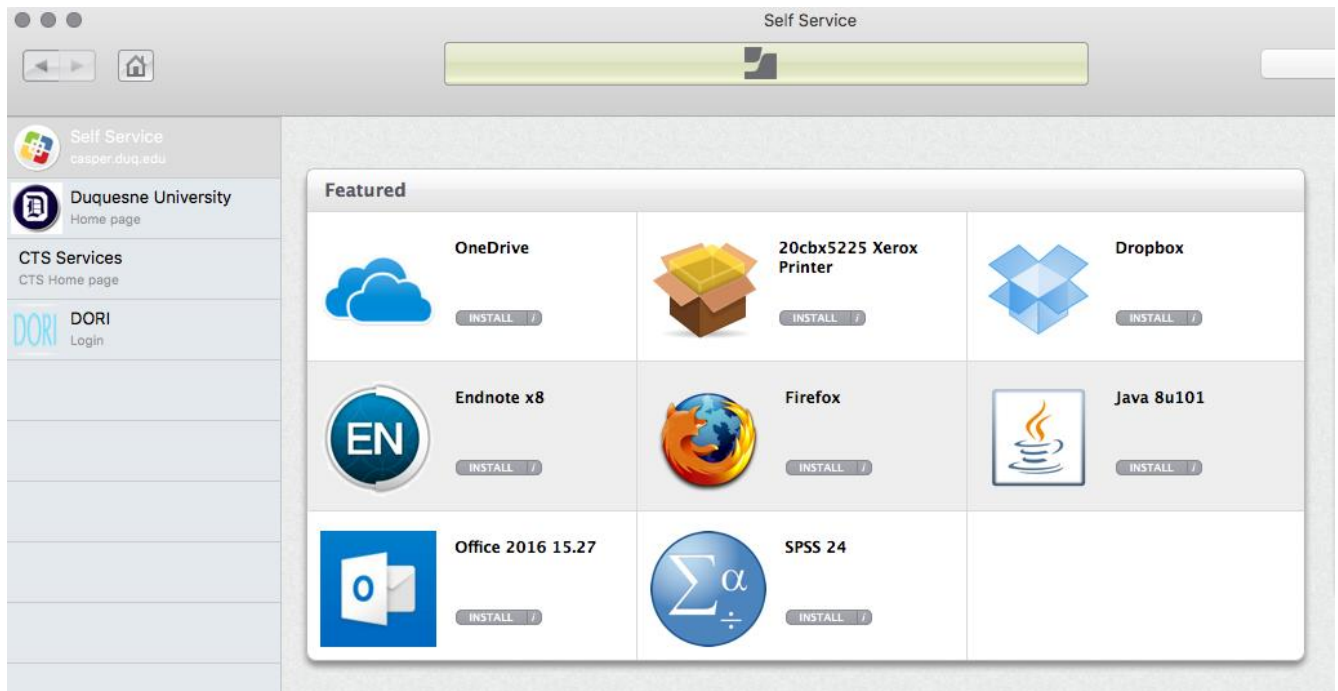 Self Service
Self Service
casper.duq.edu
Duquesne University
Home page
CTS Services
CTS Home page
DORI
DORI
Login
Featured
OneDrive
INSTALL i
20cbx5225 Xerox
Printer
INSTALL i
Dropbox
INSTALL i
EN
Endnote x8
INSTALL i
Firefox
INSTALL i
Java 8u101
INSTALL i
O
Office 2016 15.27
INSTALL i
Σ α ÷
SPSS 24
INSTALL i